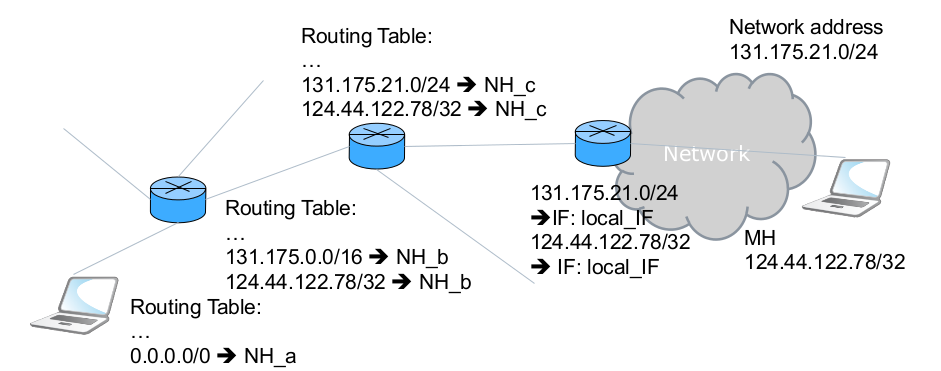 Routing Table:
…
131.175.21.0/24 ➔ NH_c
124.44.122.78/32 ➔ NH_c
Network address
131.175.21.0/24
Network
131.175.21.0/24
➔IF: local_IF
124.44.122.78/32
➔ IF: local_IF
MH
124.44.122.78/32
Routing Table:
…
131.175.0.0/16 ➔ NH_b
124.44.122.78/32 ➔ NH_b
Routing Table:
…
0.0.0.0/0 ➔ NH_a